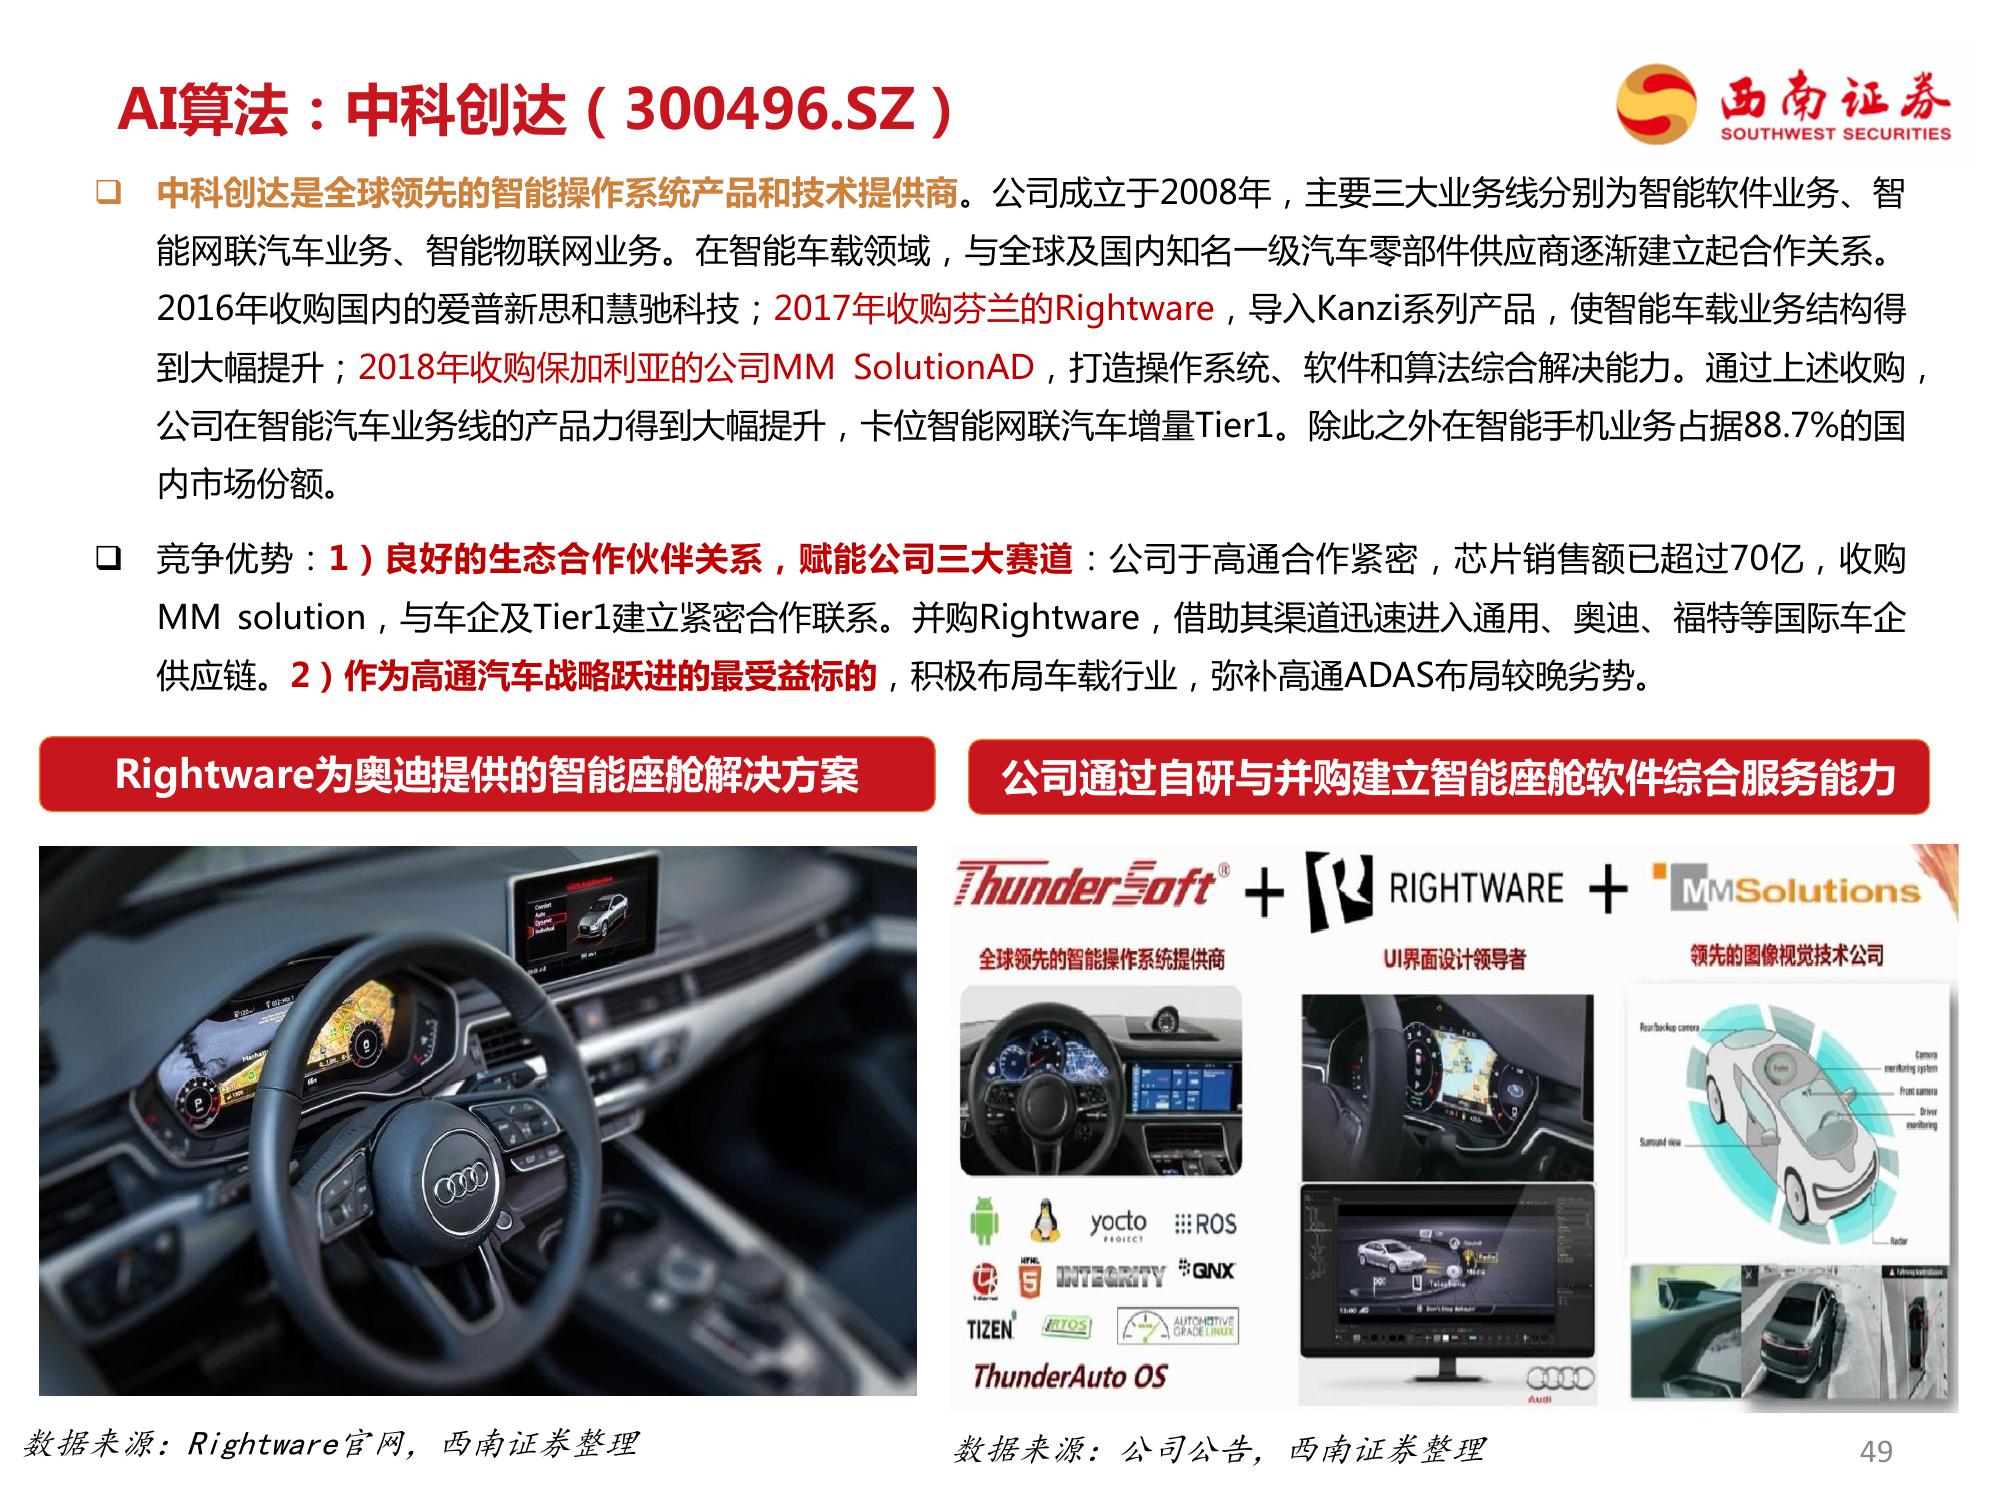 AI算法：中科创达（300496.SZ）
西南证券
SOUTHWEST SECURITIES
中科创达是全球领先的智能操作系统产品和技术提供商。公司成立于2008年，主要三大业务线分别为智能软件业务、智
能网联汽车业务、智能物联网业务。在智能车载领域，与全球及国内知名一级汽车零部件供应商逐渐建立起合作关系。
2016年收购国内的爱普新思和慧驰科技；2017年收购芬兰的Rightware，导入Kanzi系列产品，使智能车载业务结构得
到大幅提升；2018年收购保加利亚的公司MM SolutionAD，打造操作系统、软件和算法综合解决能力。通过上述收购，
公司在智能汽车业务线的产品力得到大幅提升，卡位智能网联汽车增量Tier1。除此之外在智能手机业务占据88.7%的国
内市场份额。
竞争优势：1）良好的生态合作伙伴关系，赋能公司三大赛道：公司于高通合作紧密，芯片销售额已超过70亿，收购
MM solution，与车企及Tier1建立紧密合作联系。并购Rightware，借助其渠道迅速进入通用、奥迪、福特等国际车企
供应链。2）作为高通汽车战略跃进的最受益标的，积极布局车载行业，弥补高通ADAS布局较晚劣势。
Rightware为奥迪提供的智能座舱解决方案
公司通过自研与并购建立智能座舱软件综合服务能力
ThunderSoft® + RIGHTWARE + MMSolutions
全球领先的智能操作系统提供商
UI界面设计领导者
领先的图像视觉技术公司
Rear/backup camera
Camera
monitoring system
Front camera
Driver
monitoring
Surround view
Radar
yocto
PROJECT
ROS
HTML
5
INTEGRITY
QNX
TIZEN
RTOS
AUTOMOTIVE
GRADE LINUX
ThunderAuto OS
Audi
数据来源：Rightware官网，西南证券整理
数据来源：公司公告，西南证券整理
49